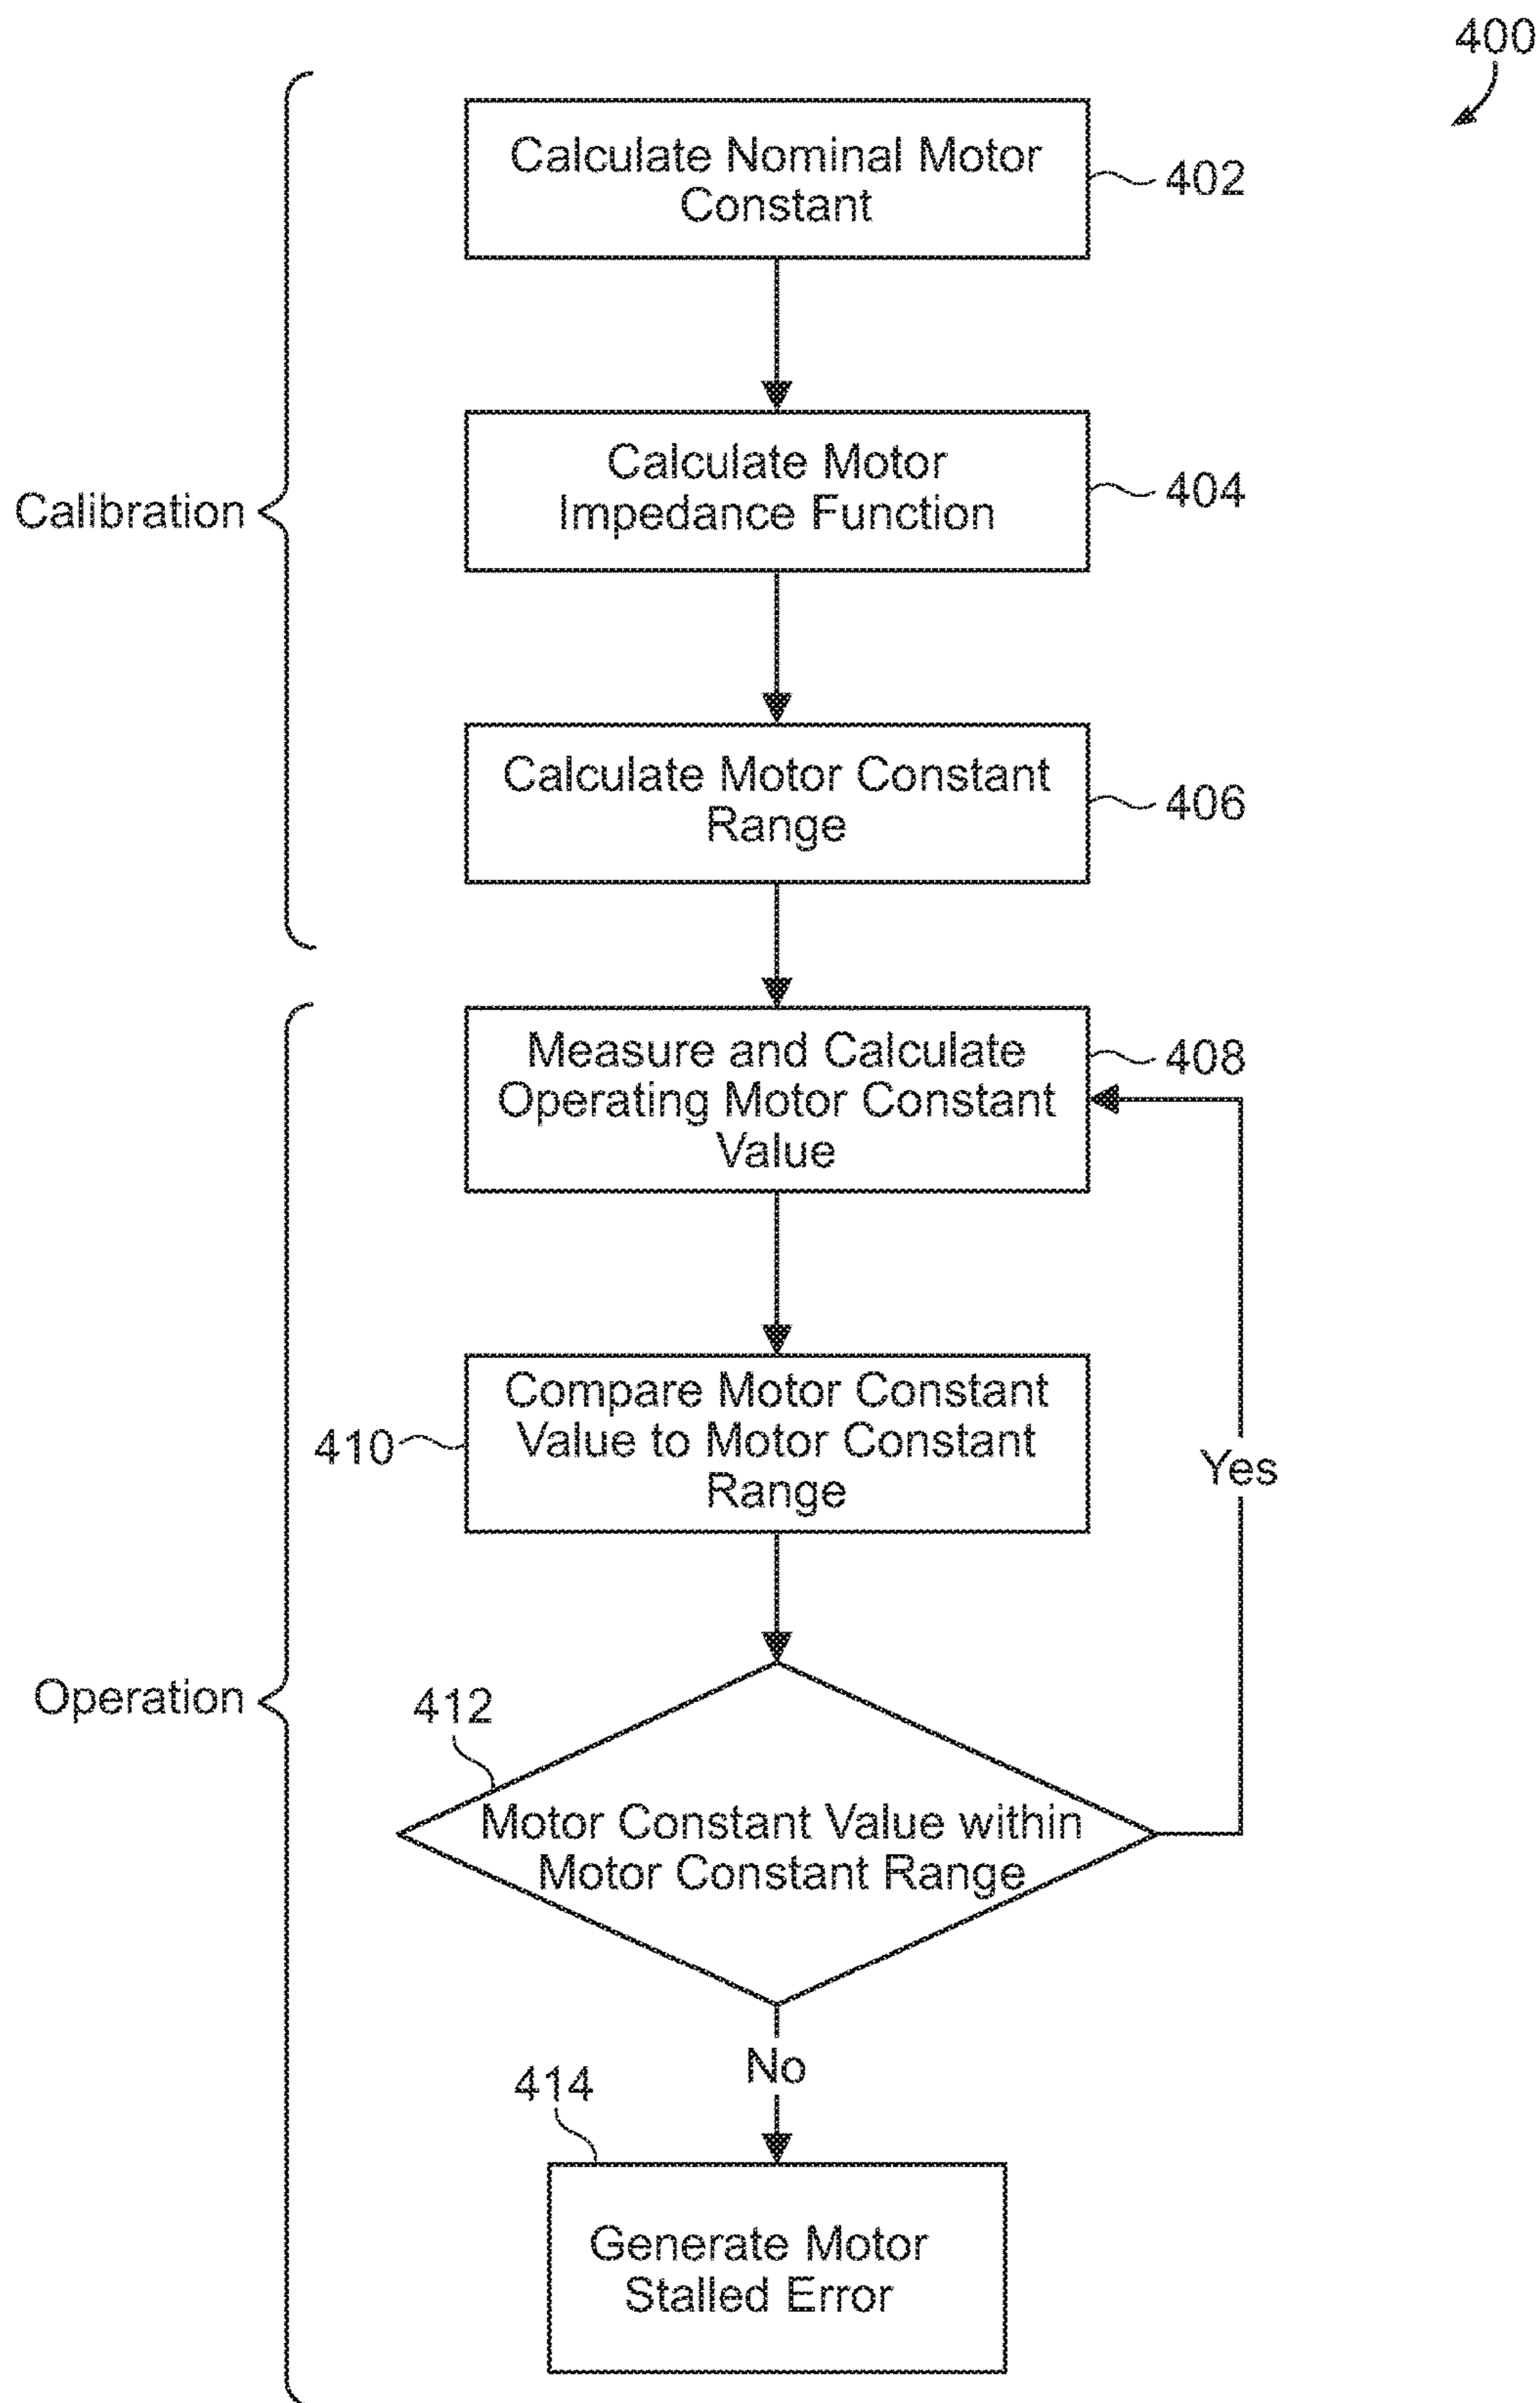 400
Calculate Nominal Motor
Constant
402
Calculate Motor
Impedance Function
404
Calibration
Calculate Motor Constant
Range
406
Measure and Calculate
Operating Motor Constant
Value
408
Compare Motor Constant
Value to Motor Constant
Range
410
Yes
Operation
412
Motor Constant Value within
Motor Constant Range
No
414
Generate Motor
Stalled Error